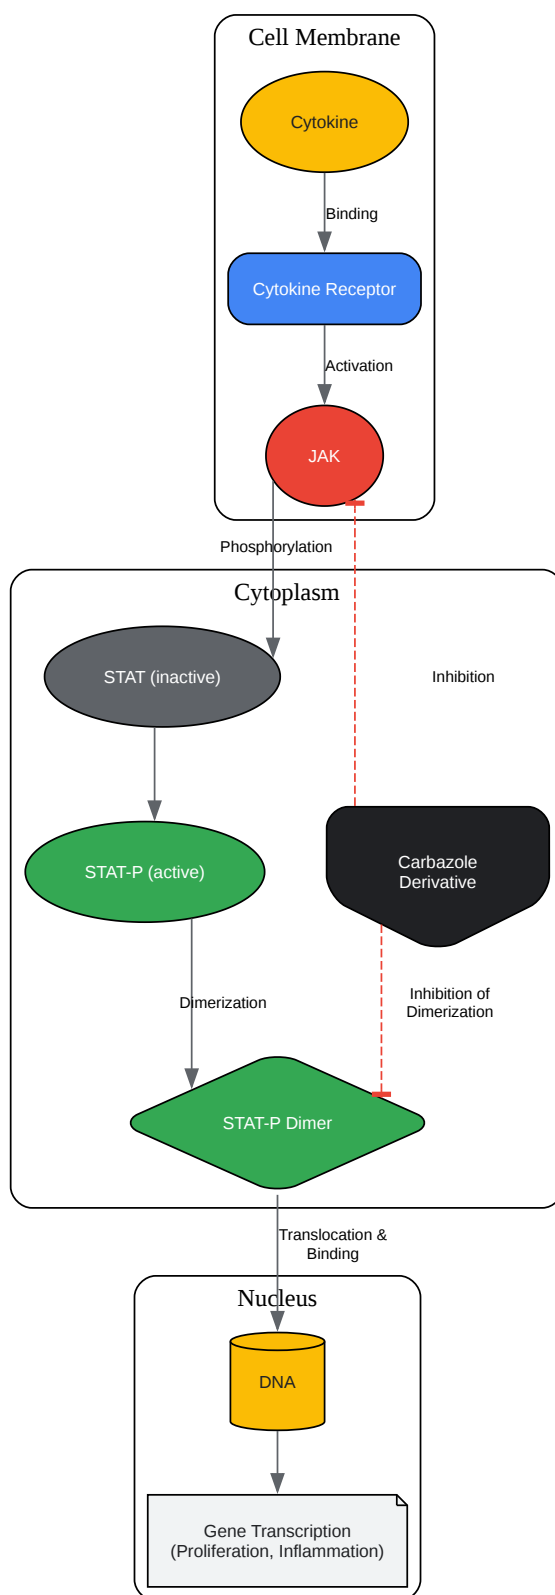 Cell Membrane
Cytokine
Binding
Cytokine Receptor
Activation
JAK
Phosphorylation
Cytoplasm
STAT (inactive)
Inhibition
STAT-P (active)
Carbazole
Derivative
Dimerization
Inhibition of
Dimerization
STAT-P Dimer
Translocation &
Binding
Nucleus
DNA
Gene Transcription
(Proliferation, Inflammation)